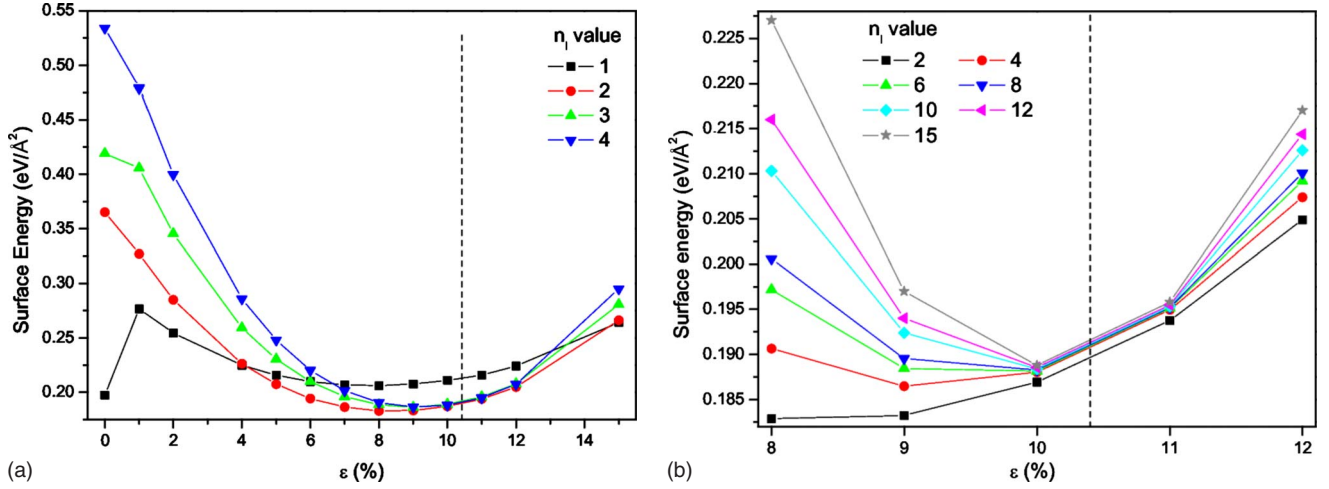 0.55
0.50
0.45
0.40
0.35
0.30
0.25
0.20
Surface Energy (eV/Å²)
0 2 4 6 8 10 12 14
ε (%)
nₗ value
1
2
3
4
(a)
0.225
0.220
0.215
0.210
0.205
0.200
0.195
0.190
0.185
Surface energy (eV/Å²)
8 9 10 11 12
ε (%)
nₗ value
2 4
6 8
10 12
15
(b)